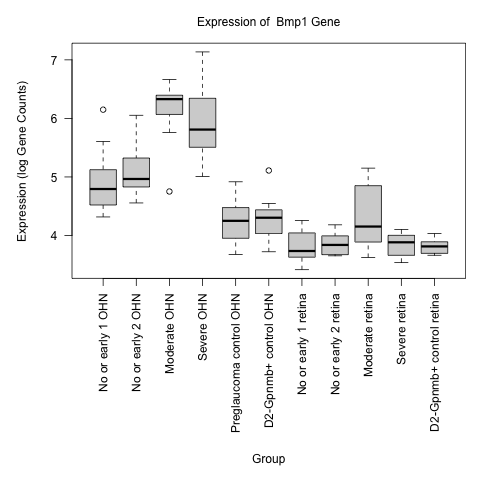 Expression of  Bmp1 Gene
Expression (log Gene Counts)
7
6
5
4
No or early 1 OHN
No or early 2 OHN
Moderate OHN
Severe OHN
Preglaucoma control OHN
D2-Gpnmb+ control OHN
No or early 1 retina
No or early 2 retina
Moderate retina
Severe retina
D2-Gpnmb+ control retina
Group